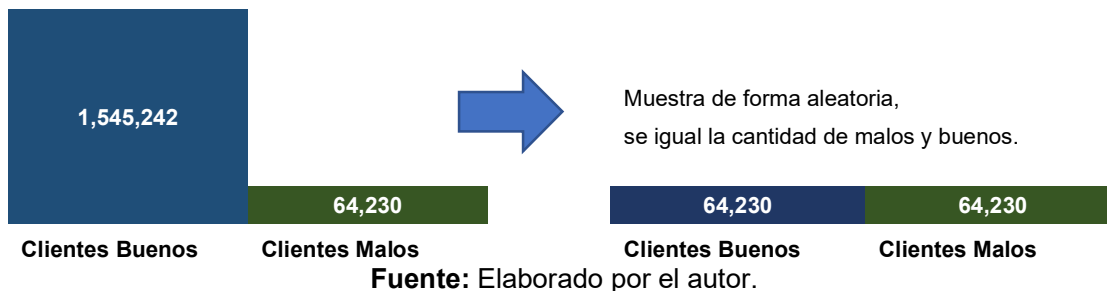 1,545,242
64,230
Clientes Buenos
Clientes Malos
Muestra de forma aleatoria,
se igual la cantidad de malos y buenos.
64,230
64,230
Clientes Buenos
Clientes Malos
Fuente: Elaborado por el autor.